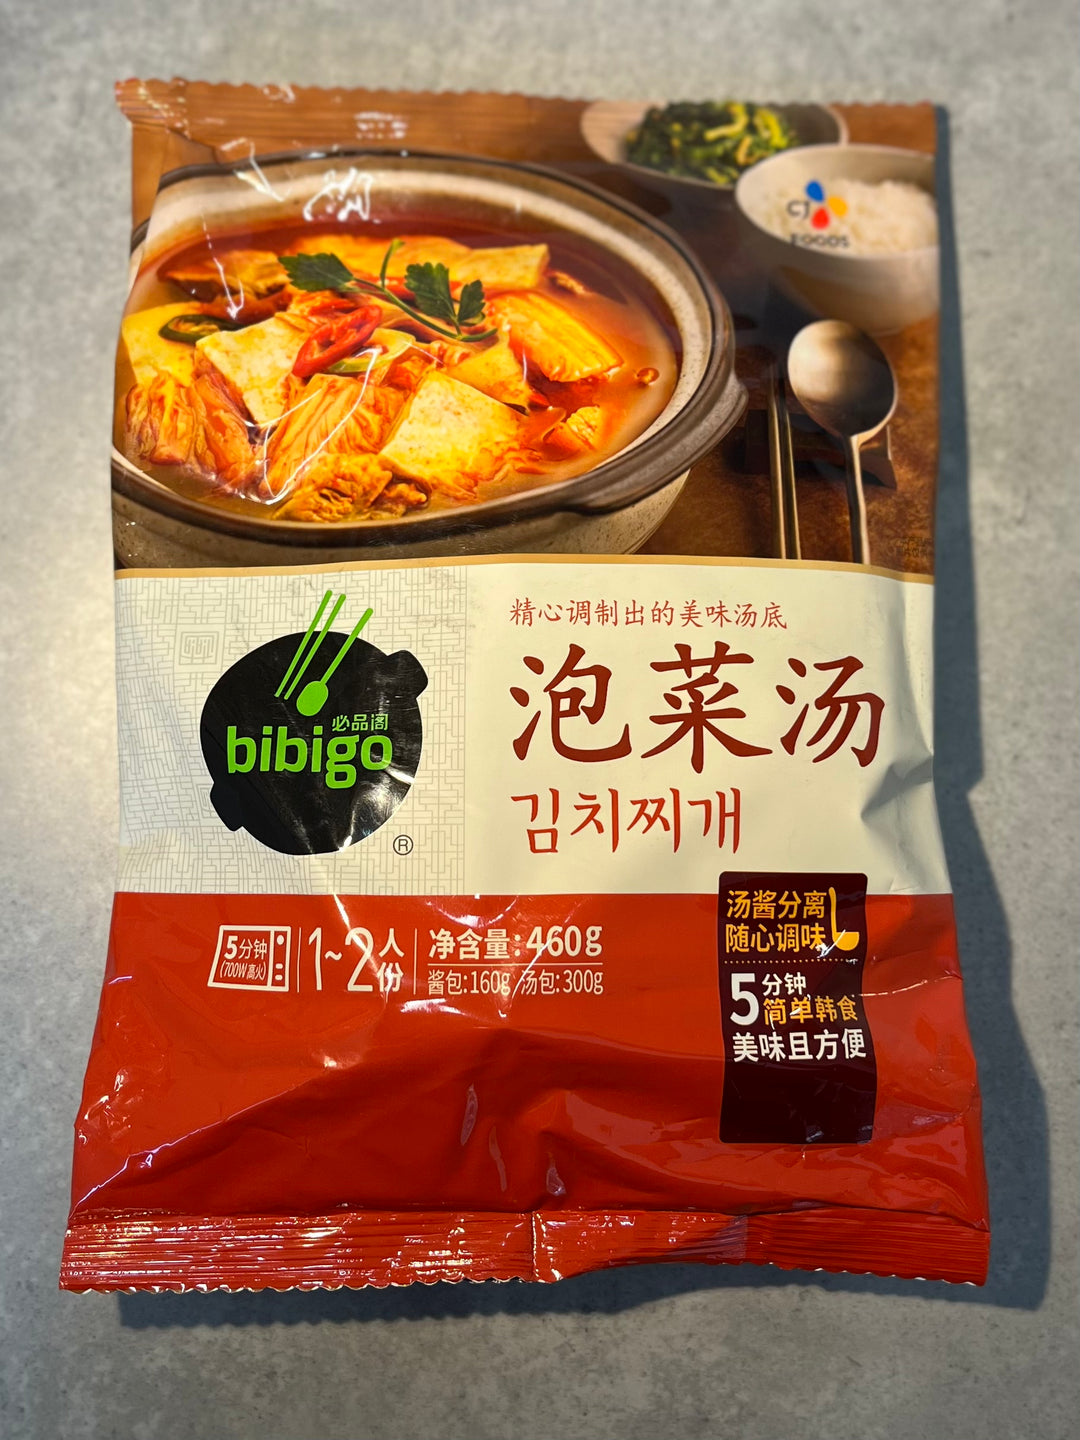 CJ
FOODS
精心调制出的美味汤底
泡菜汤
김치찌개
必品阁
bibigo
®
汤酱分离
随心调味
5分钟
简单韩食
美味且方便
5分钟
(700W高火)
1~2人份
净含量:460g
酱包:160g/汤包:300g